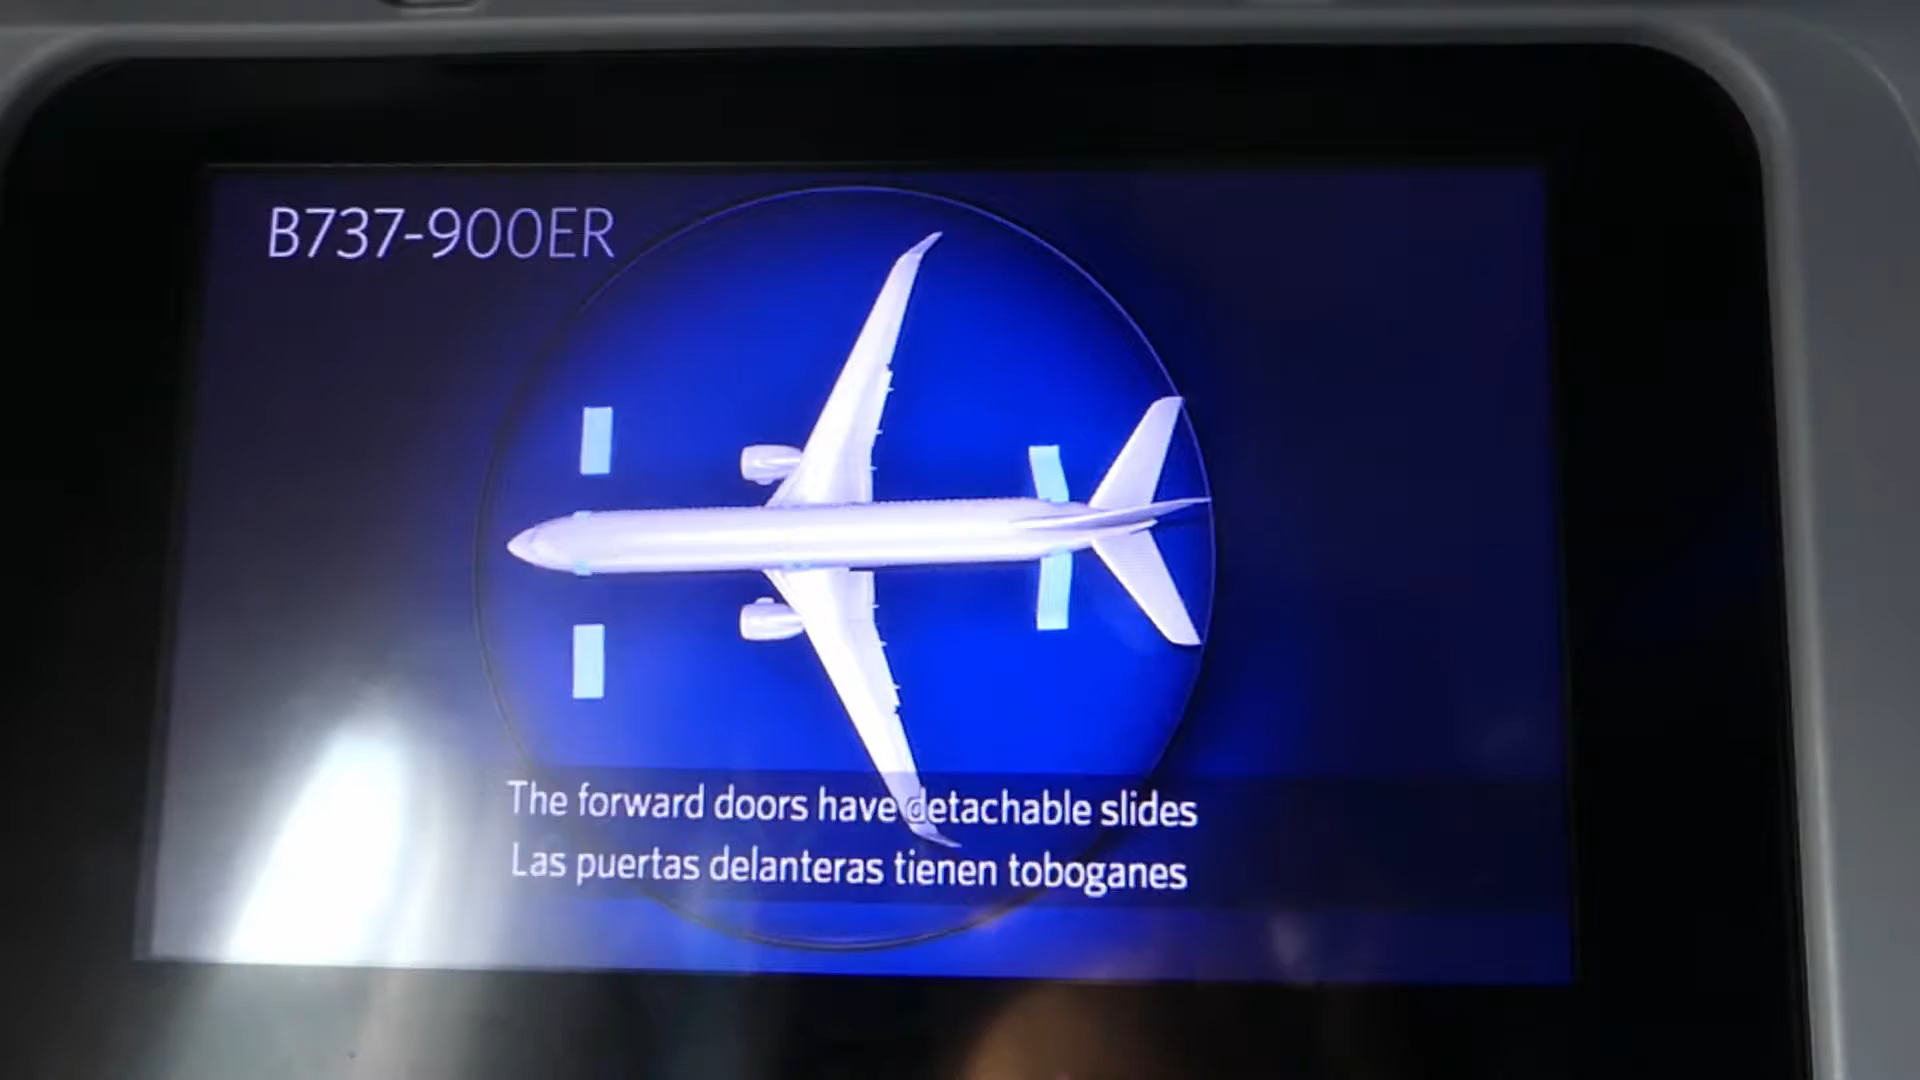 B737-900ER
The forward doors have detachable slides
Las puertas delanteras tienen toboganes